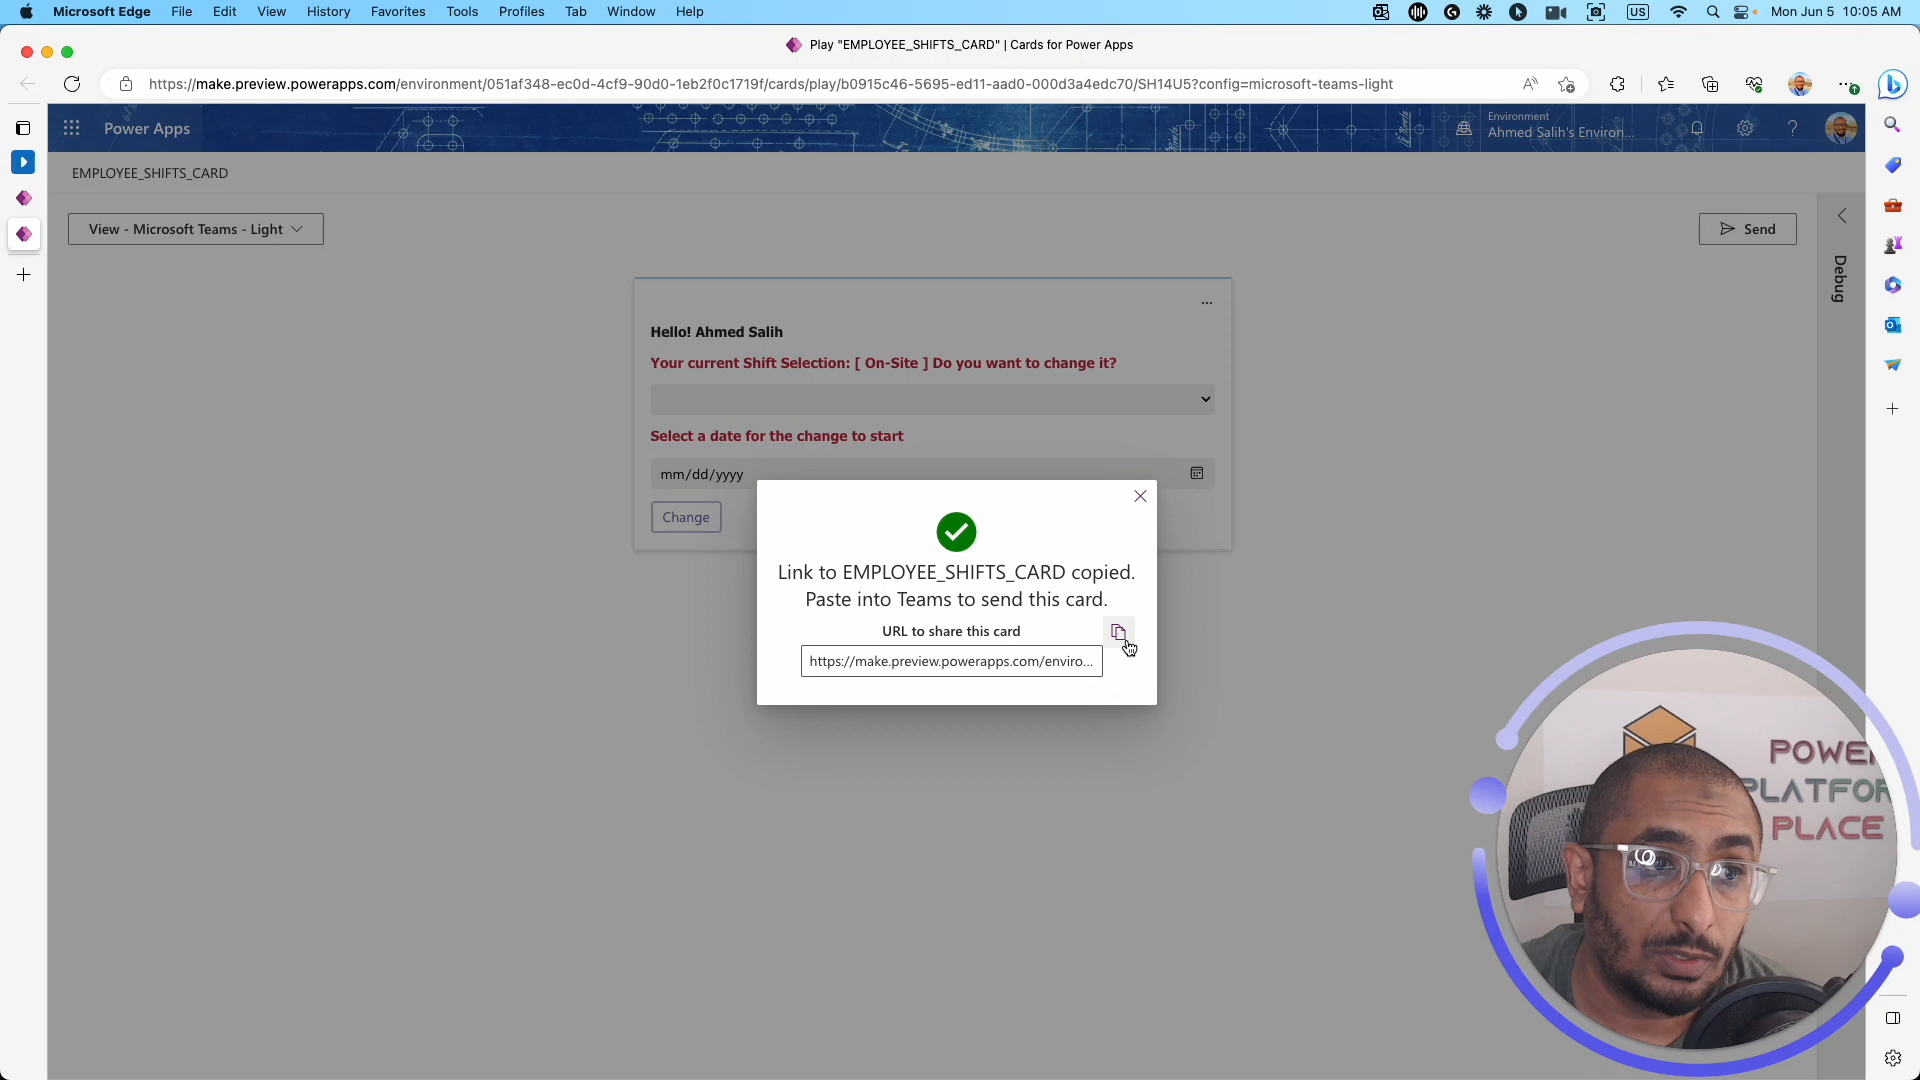 Microsoft Edge File Edit View History Favorites Tools Profiles Tab Window Help US Mon Jun 5 10:05 AM
Play "EMPLOYEE_SHIFTS_CARD" | Cards for Power Apps
https://make.preview.powerapps.com/environment/051af348-ec0d-4cf9-90d0-1eb2f0c1719f/cards/play/b0915c46-5695-ed11-aad0-000d3a4edc70/SH14U5?config=microsoft-teams-light
Environment
Power Apps Ahmed Salih's Environ...
EMPLOYEE_SHIFTS_CARD
View - Microsoft Teams - Light Send
Debug
Hello! Ahmed Salih
Your current Shift Selection: [ On-Site ] Do you want to change it?
Select a date for the change to start
mm/dd/yyyy
Change
Link to EMPLOYEE_SHIFTS_CARD copied.
Paste into Teams to send this card.
URL to share this card
https://make.preview.powerapps.com/enviro...
POWER
PLATFOR
PLACE